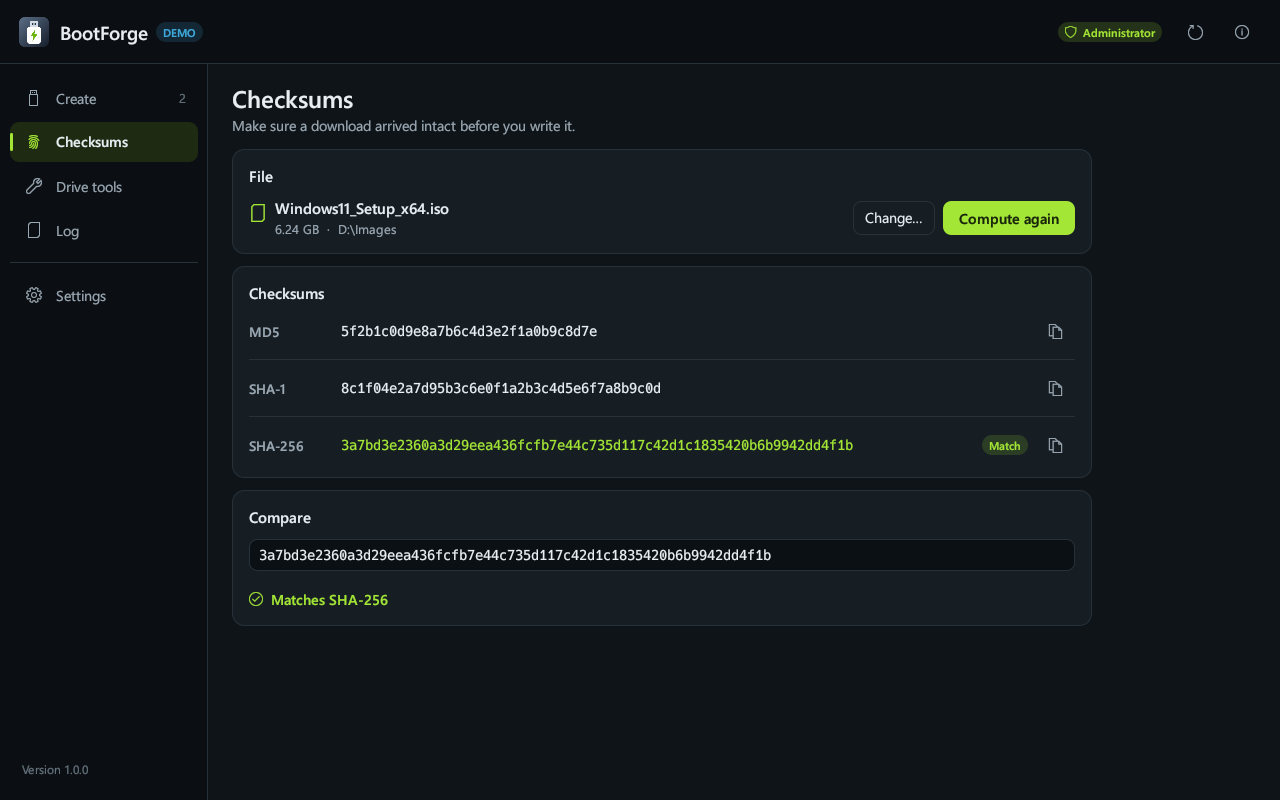 BootForge DEMO
Administrator
Create 2
Checksums
Drive tools
Log
Settings
Version 1.0.0
Checksums
Make sure a download arrived intact before you write it.
File
Windows11_Setup_x64.iso
6.24 GB · D:\Images
Change...
Compute again
Checksums
MD5 5f2b1c0d9e8a7b6c4d3e2f1a0b9c8d7e
SHA-1 8c1f04e2a7d95b3c6e0f1a2b3c4d5e6f7a8b9c0d
SHA-256 3a7bd3e2360a3d29eea436fcfb7e44c735d117c42d1c1835420b6b9942dd4f1b Match
Compare
3a7bd3e2360a3d29eea436fcfb7e44c735d117c42d1c1835420b6b9942dd4f1b
Matches SHA-256